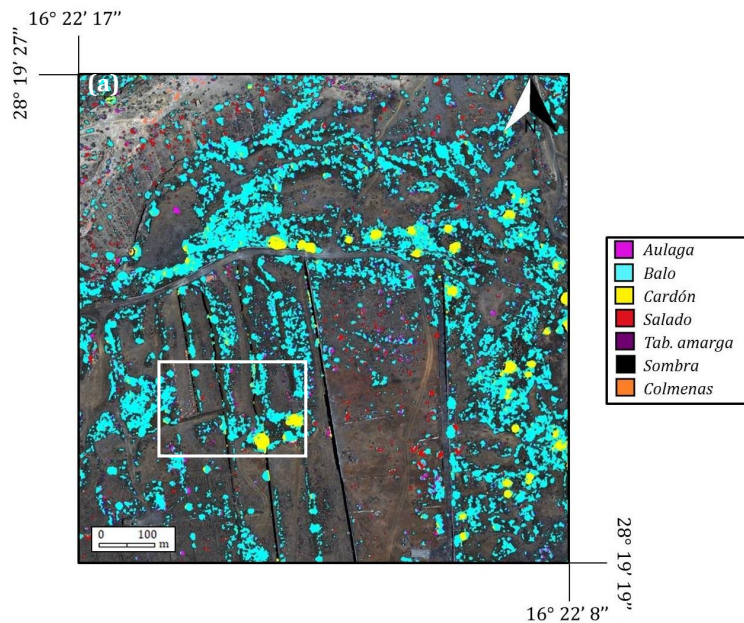 16° 22' 17"
28° 19' 27"
(a)
N
Aulaga
Balo
Cardón
Salado
Tab. amarga
Sombra
Colmenas
0 100
m
28° 19' 19"
16° 22' 8"